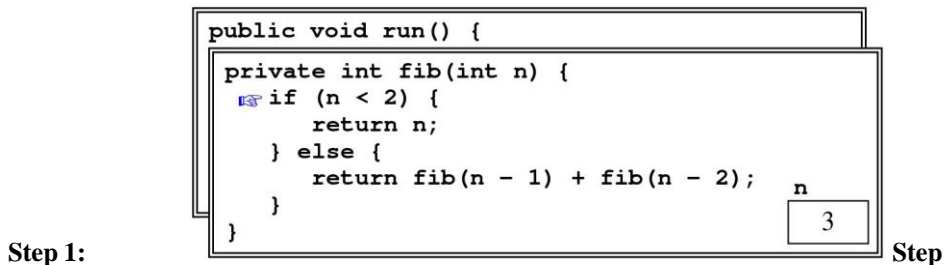 public void run() {
private int fib(int n) {
if (n < 2) {
return n;
} else {
return fib(n – 1) + fib(n – 2);
n
}
3
}
Step 1:
Step